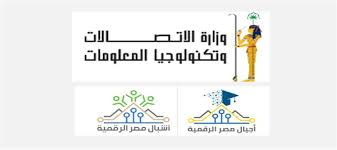 وزارة الاتصالات
وتكنولوجيا المعلومات
أجيال مصر الرقمية
أشبال مصر الرقمية